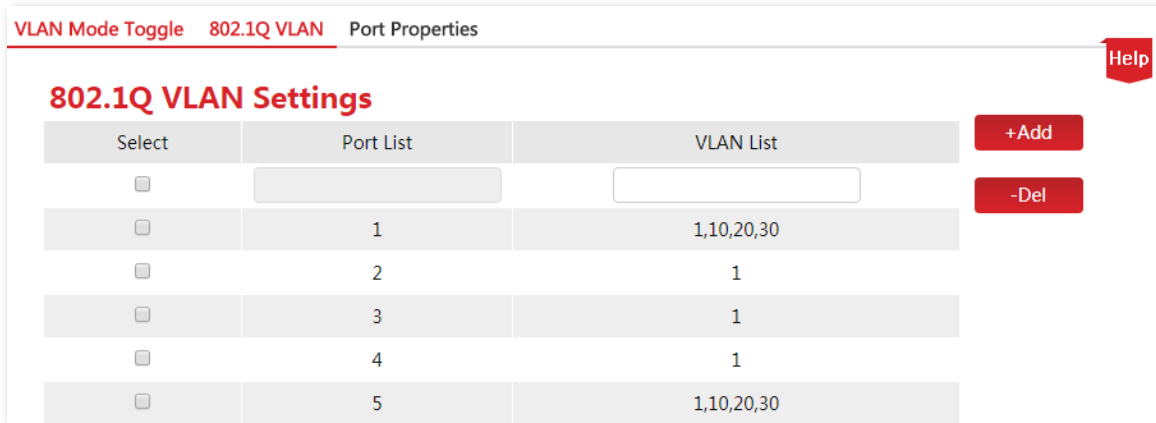 VLAN Mode Toggle 802.1Q VLAN Port Properties
Help
802.1Q VLAN Settings
Select Port List VLAN List
+Add
-Del
1 1,10,20,30
2 1
3 1
4 1
5 1,10,20,30